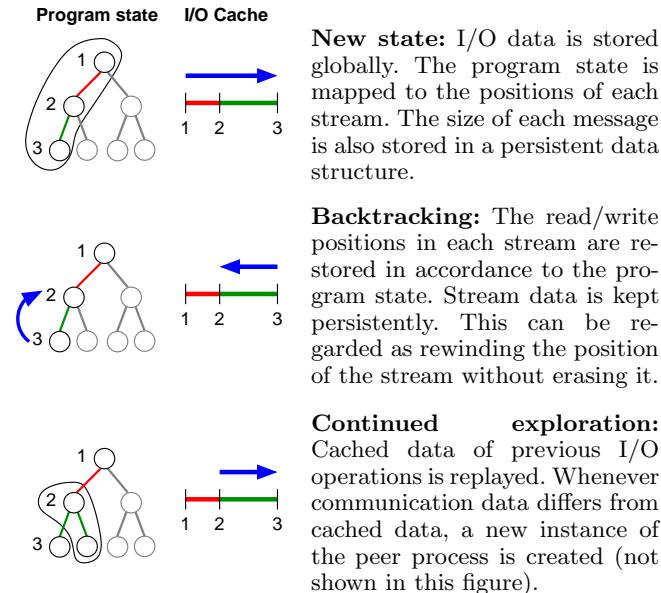 Program state I/O Cache
1
2
3
1 2 3
New state: I/O data is stored
globally. The program state is
mapped to the positions of each
stream. The size of each message
is also stored in a persistent data
structure.
1
2
3
1 2 3
Backtracking: The read/write
positions in each stream are re-
stored in accordance to the pro-
gram state. Stream data is kept
persistently. This can be re-
garded as rewinding the position
of the stream without erasing it.
1
2
3
1 2 3
Continued exploration:
Cached data of previous I/O
operations is replayed. Whenever
communication data differs from
cached data, a new instance of
the peer process is created (not
shown in this figure).